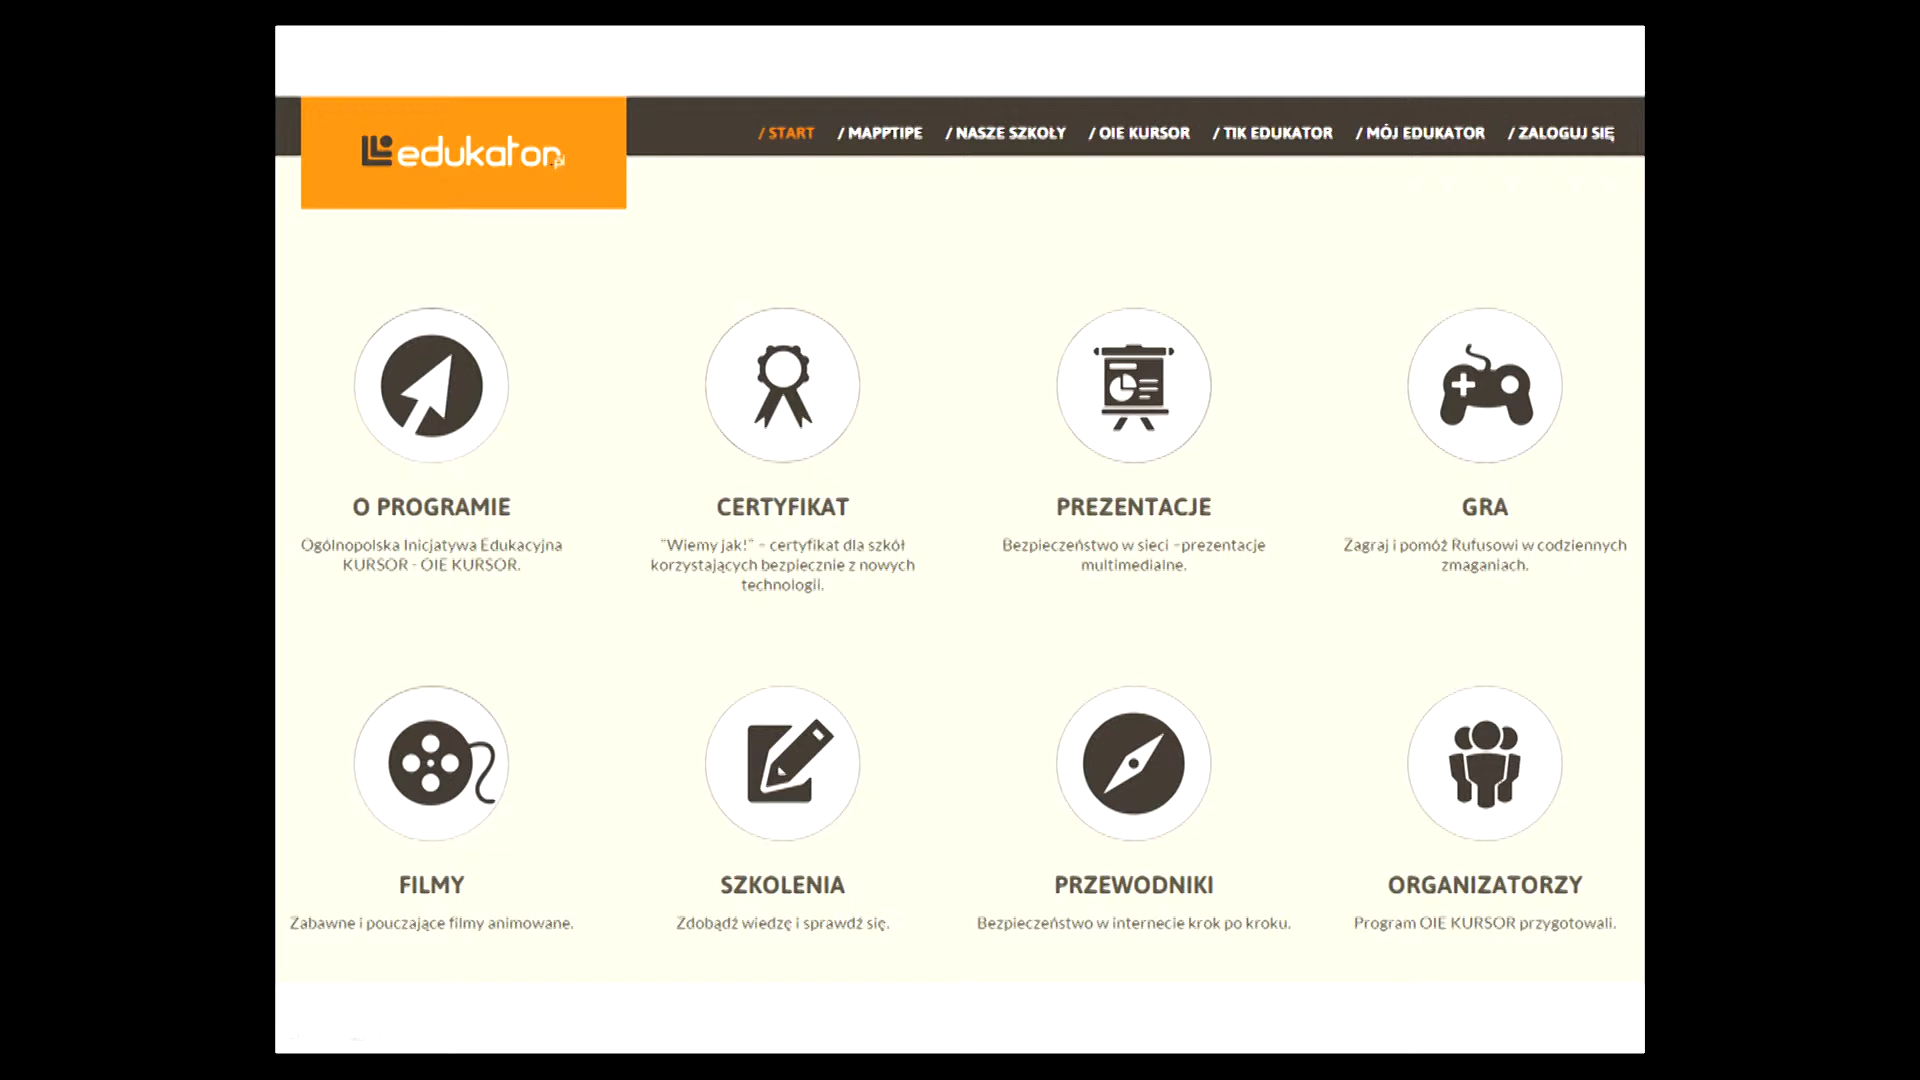 edukator.pl
/ START / MAPPTIPE / NASZE SZKOŁY / OIE KURSOR / TIK EDUKATOR / MÓJ EDUKATOR / ZALOGUJ SIĘ
O PROGRAMIE
Ogólnopolska Inicjatywa Edukacyjna
KURSOR - OIE KURSOR.
CERTYFIKAT
"Wiemy jak!" – certyfikat dla szkół
korzystających bezpiecznie z nowych
technologii.
PREZENTACJE
Bezpieczeństwo w sieci –prezentacje
multimedialne.
GRA
Zagraj i pomóż Rufusowi w codziennych
zmaganiach.
FILMY
Zabawne i pouczające filmy animowane.
SZKOLENIA
Zdobądź wiedzę i sprawdź się.
PRZEWODNIKI
Bezpieczeństwo w internecie krok po kroku.
ORGANIZATORZY
Program OIE KURSOR przygotowali.